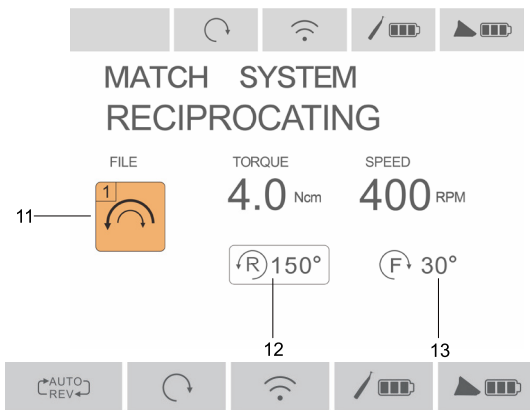 MATCH SYSTEM
RECIPROCATING
FILE TORQUE SPEED
1 4.0 Ncm 400 RPM
11
R 150° F 30°
12 13
AUTO
REV